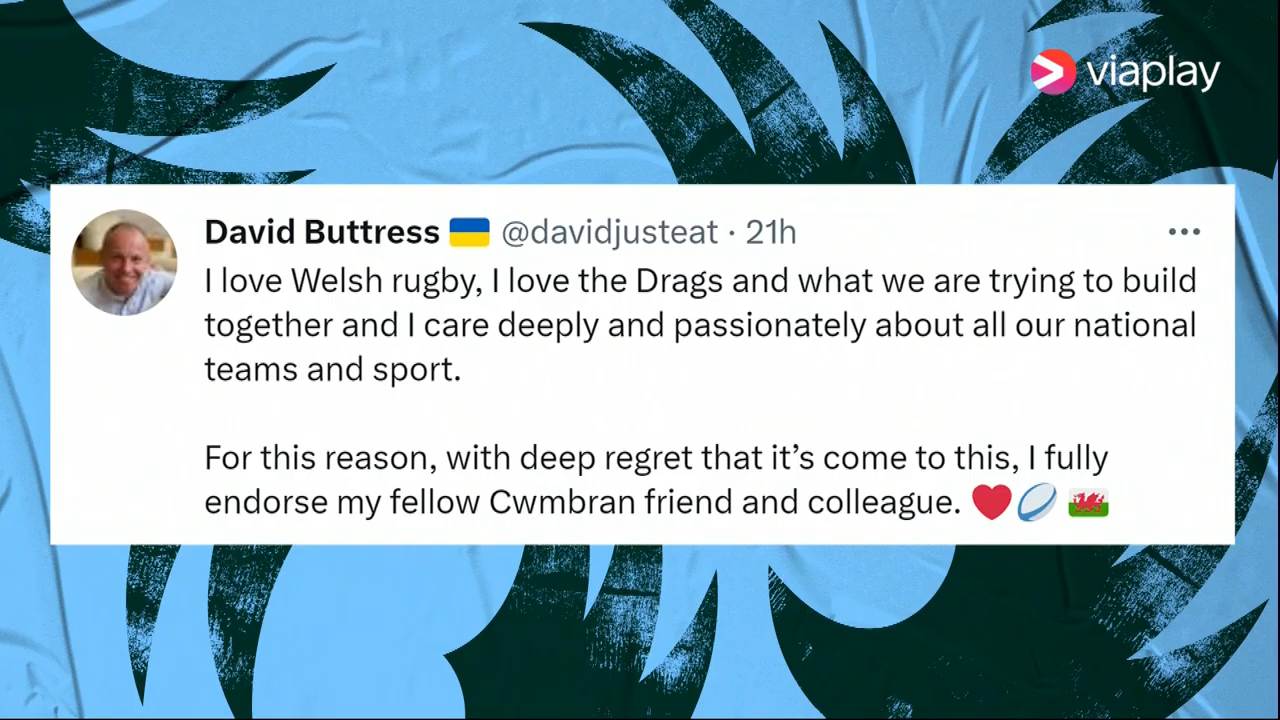 viaplay
David Buttress 🇺🇦 @davidjusteat · 21h
I love Welsh rugby, I love the Drags and what we are trying to build
together and I care deeply and passionately about all our national
teams and sport.
For this reason, with deep regret that it’s come to this, I fully
endorse my fellow Cwmbran friend and colleague. ❤️🏉🏴󠁧󠁢󠁷󠁬󠁳󠁿